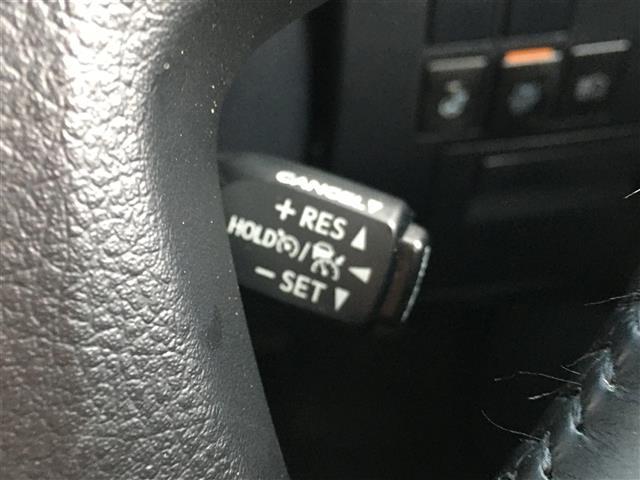 CANCEL
+ RES
HOLD /
- SET